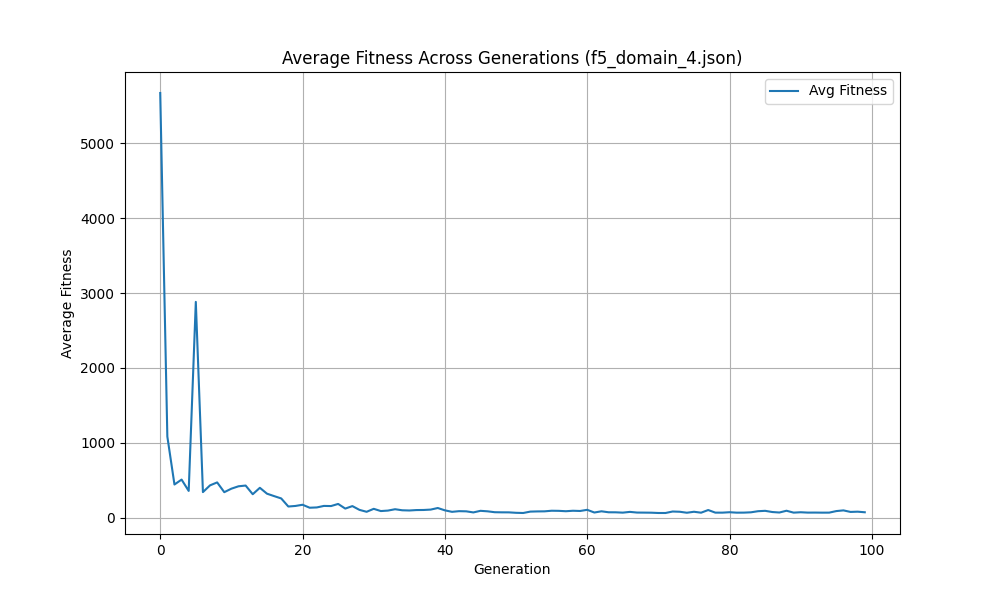 Average Fitness Across Generations (f5_domain_4.json)
Avg Fitness
5000
4000
3000
2000
1000
0
Average Fitness
0 20 40 60 80 100
Generation